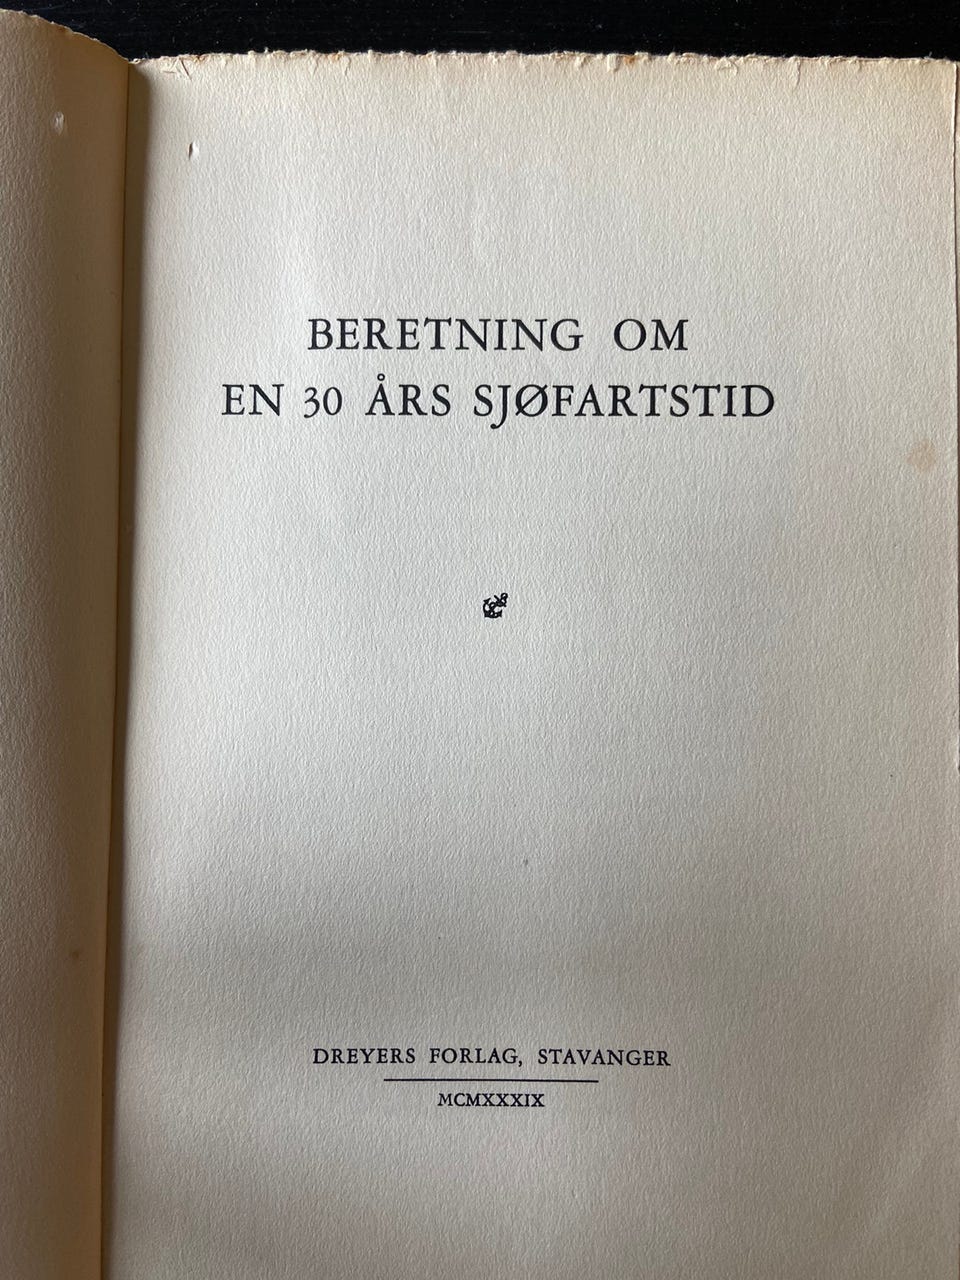 BERETNING OM
EN 30 ÅRS SJØFARTSTID
DREYERS FORLAG, STAVANGER
MCMXXXIX